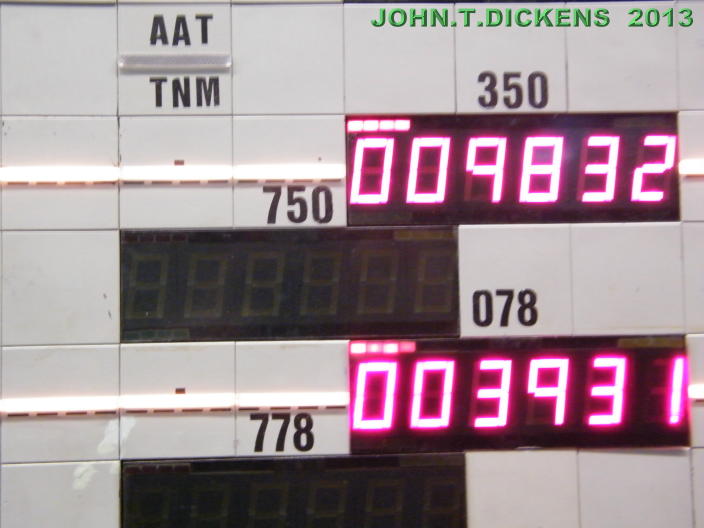 JOHN.T.DICKENS 2013
AAT
TNM
350
009832
750
078
003931
778